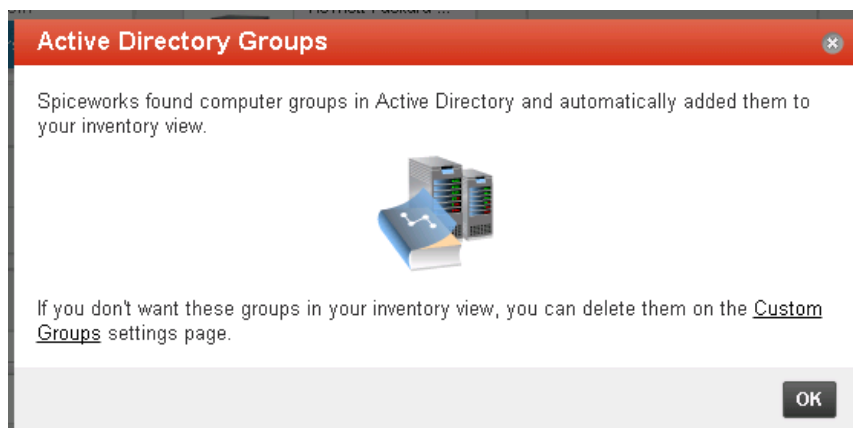 Active Directory Groups
Spiceworks found computer groups in Active Directory and automatically added them to
your inventory view.
If you don't want these groups in your inventory view, you can delete them on the Custom
Groups settings page.
OK